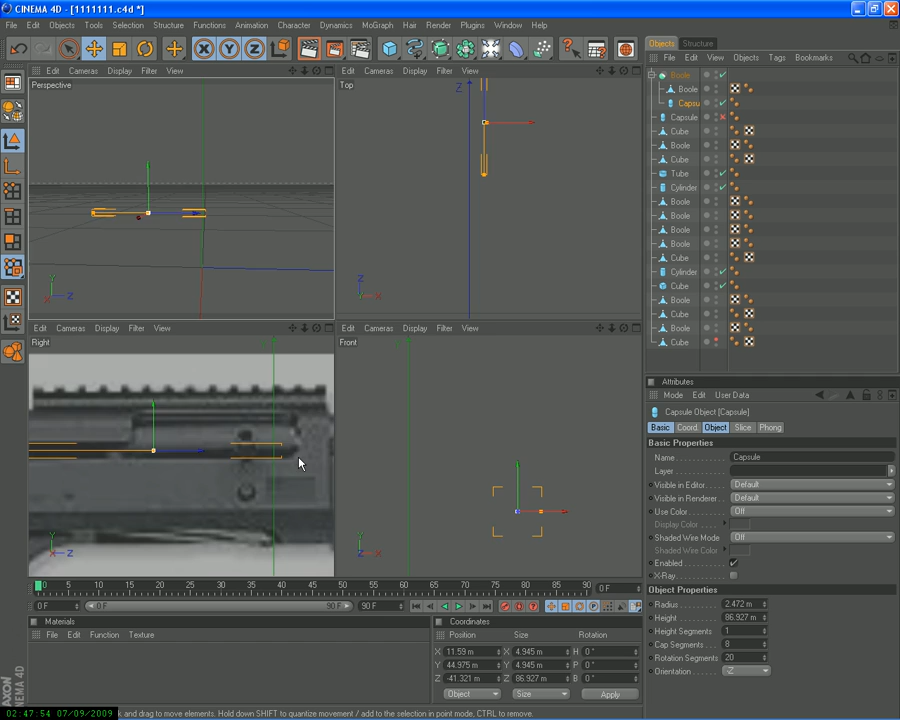 CINEMA 4D - [1111111.c4d *]
File Edit Objects Tools Selection Structure Functions Animation Character Dynamics MoGraph Hair Render Plugins Window Help
Edit Cameras Display Filter View
Perspective
Y
X
Z
Edit Cameras Display Filter View
Top
Z
Z
X
Edit Cameras Display Filter View
Right
Y
X
Z
Edit Cameras Display Filter View
Front
Y
Z
X
Objects Structure
File Edit View Objects Tags Bookmarks
Boole
Boole
Capsu
Capsule
Cube
Boole
Cube
Tube
Cylinder
Boole
Boole
Boole
Boole
Cube
Cylinder
Cube
Boole
Cube
Boole
Cube
Attributes
Mode Edit User Data
Capsule Object [Capsule]
Basic Coord. Object Slice Phong
Basic Properties
Name Capsule
Layer
Visible in Editor Default
Visible in Renderer Default
Use Color Off
Display Color
Shaded Wire Mode Off
Shaded Wire Color
Enabled
X-Ray
Object Properties
Radius 2.472 m
Height 86.927 m
Height Segments 1
Cap Segments 8
Rotation Segments 20
Orientation -Z
0 5 10 15 20 25 30 35 40 45 50 55 60 65 70 75 80 85 90 0 F
0 F 0 F 90 F 90 F
Materials
File Edit Function Texture
Coordinates
Position Size Rotation
X 11.59 m X 4.945 m H 0 °
Y 44.975 m Y 4.945 m P 0 °
Z -41.321 m Z 86.927 m B 0 °
Object Size Apply
AXON
NEMA 4D
02:47:54 07/09/2009
k and drag to move elements. Hold down SHIFT to quantize movement / add to the selection in point mode, CTRL to remove.